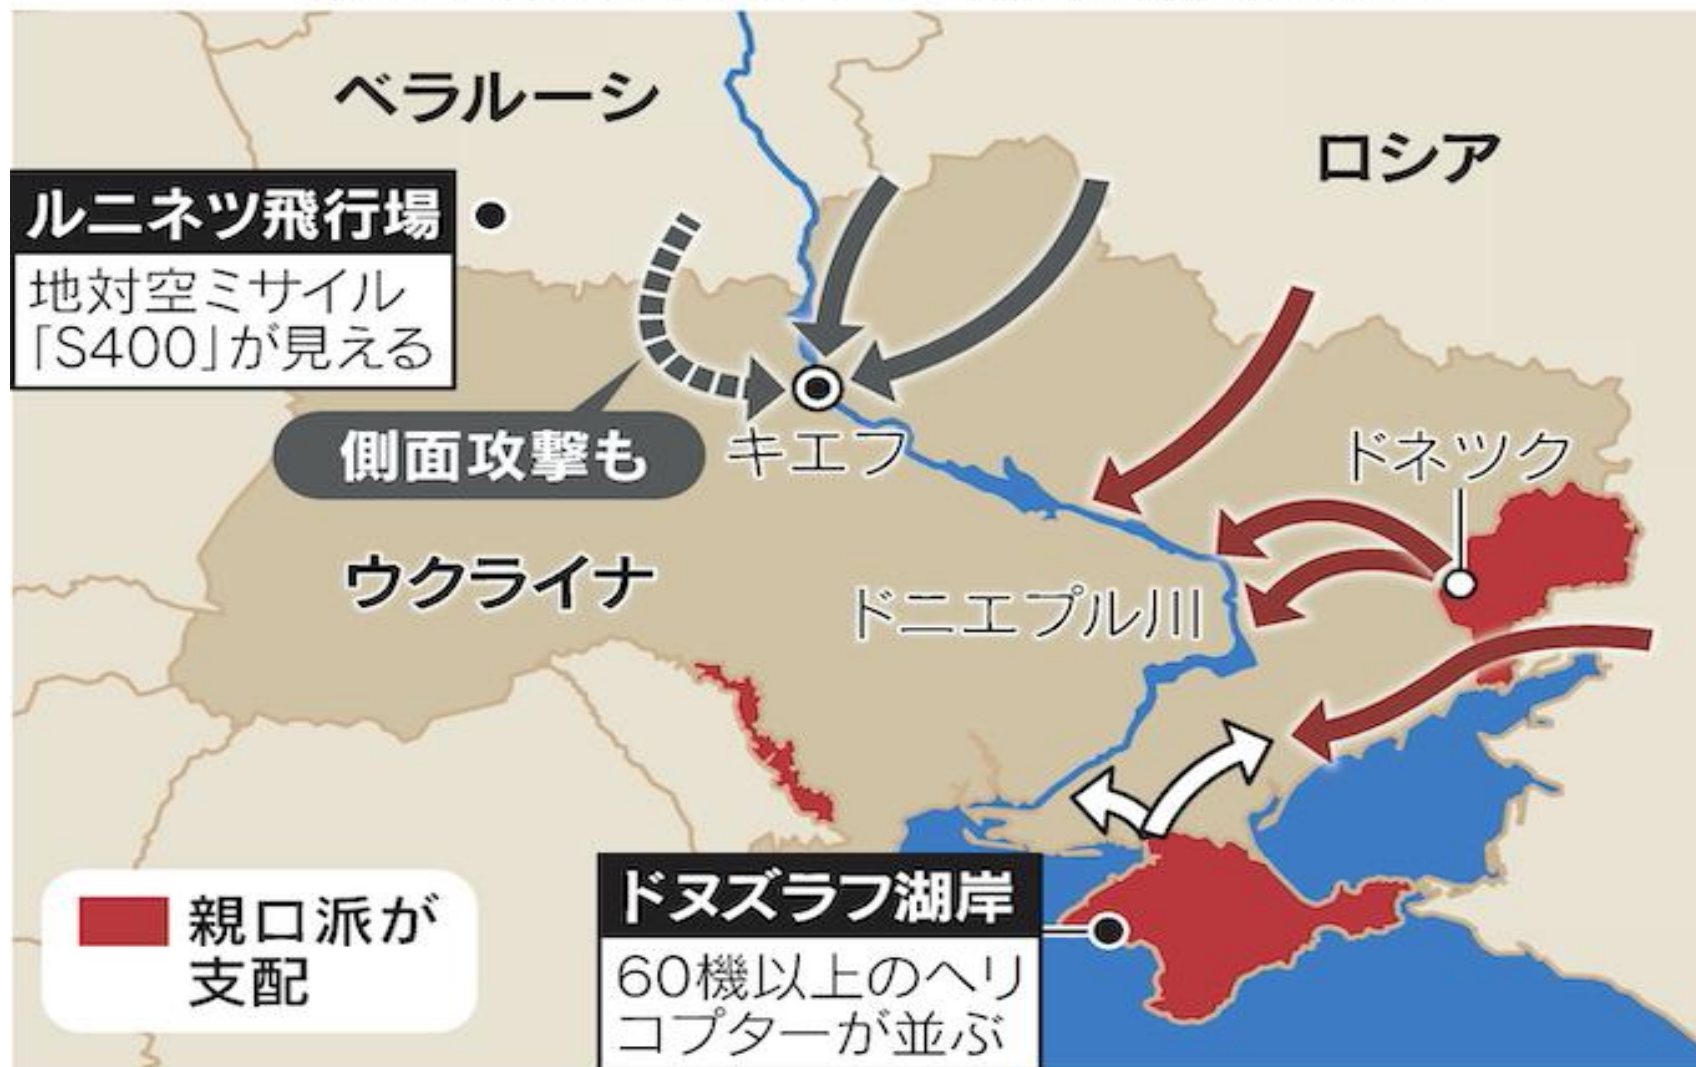 ベラルーシ
ロシア
ルニネツ飛行場
地対空ミサイル
「S400」が見える
側面攻撃も
キエフ
ドネツク
ウクライナ
ドニエプル川
ドヌズラフ湖岸
60機以上のヘリ
コプターが並ぶ
親ロ派が
支配